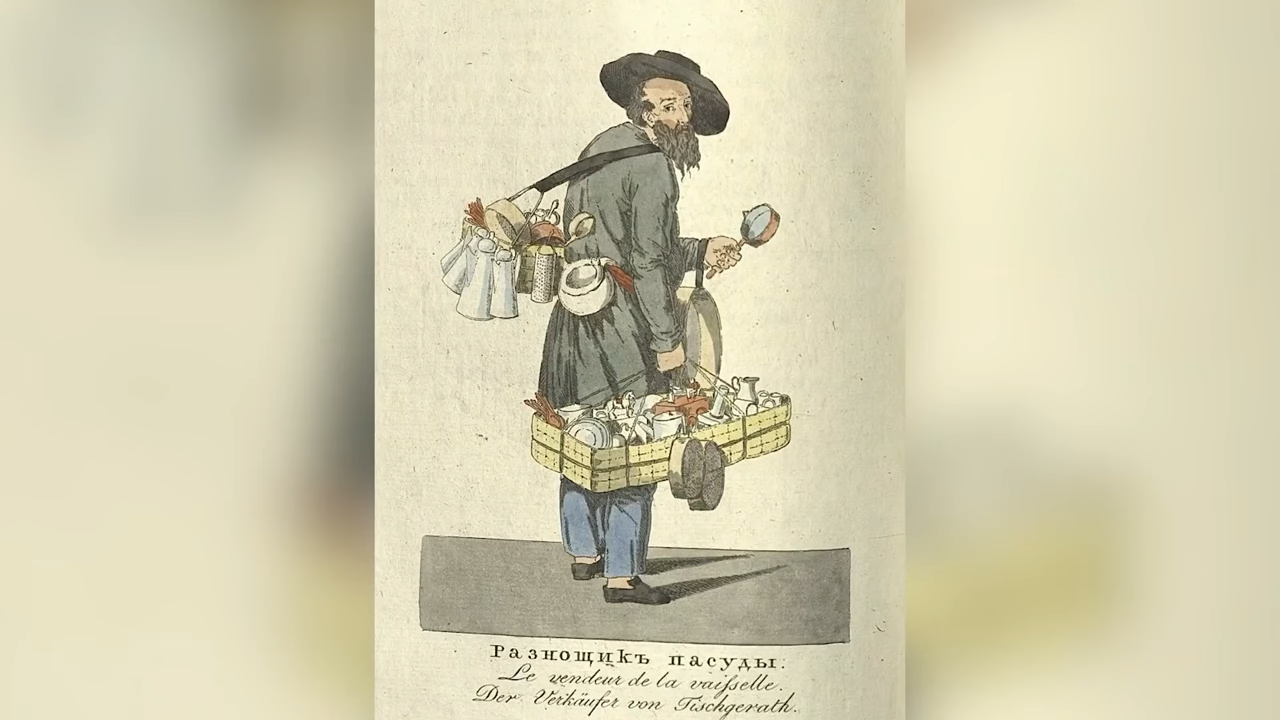 Разнощикъ пасуды.
Le vendeur de la vaiſselle.
Der Verkäufer von Tischgerath.